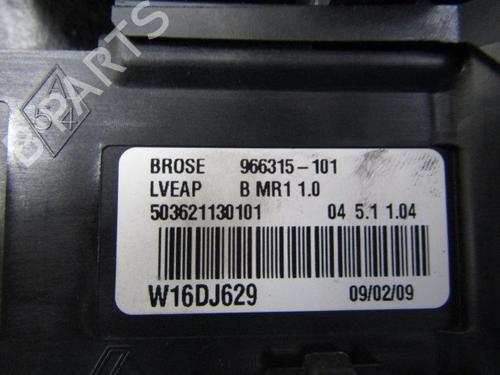 B PARTS
BROSE 966315-101
LVEAP B MR1 1.0
503621130101 04 5.1 1.04
W16DJ629 09/02/09